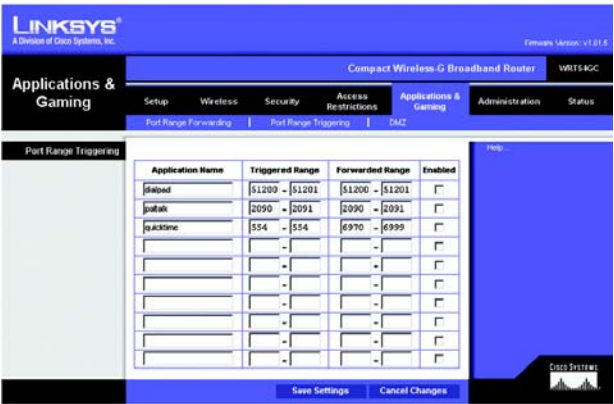 LINKSYS®
A Division of Cisco Systems, Inc.
Firmware Version: v1.01.5
Applications & Gaming
Compact Wireless-G Broadband Router WRT54GC
Setup Wireless Security Access Restrictions Applications & Gaming Administration Status
Port Range Forwarding | Port Range Triggering | DMZ
Port Range Triggering
Help...
Application Name Triggered Range Forwarded Range Enabled
dialpad 51200 - 51201 51200 - 51201
paltalk 2090 - 2091 2090 - 2091
quicktime 554 - 554 6970 - 6999
- -
- -
- -
- -
- -
- -
- -
Save Settings Cancel Changes
CISCO SYSTEMS